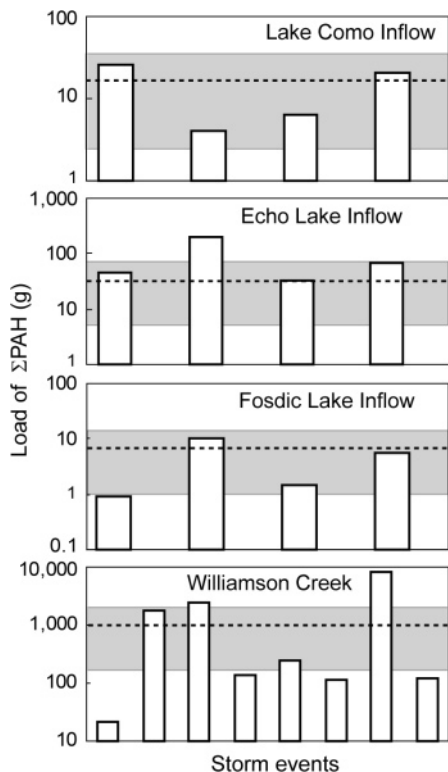 Load of ΣPAH (g)
Lake Como Inflow
100
10
1
Echo Lake Inflow
1,000
100
10
1
Fosdic Lake Inflow
100
10
1
0.1
Williamson Creek
10,000
1,000
100
10
Storm events